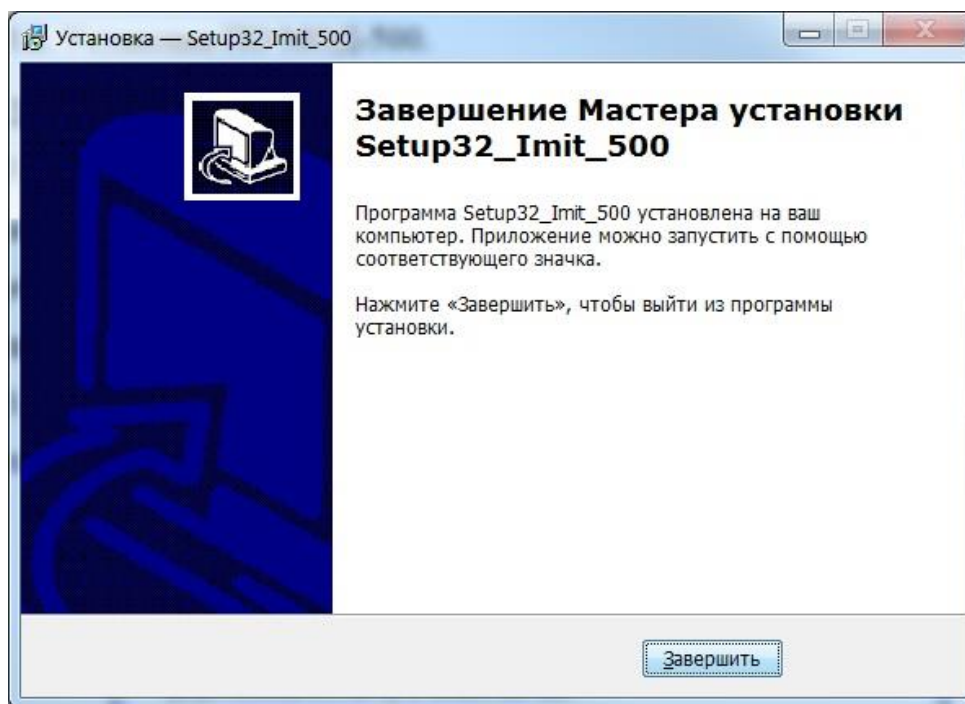 Установка — Setup32_Imit_500
Завершение Мастера установки
Setup32_Imit_500
Программа Setup32_Imit_500 установлена на ваш
компьютер. Приложение можно запустить с помощью
соответствующего значка.
Нажмите «Завершить», чтобы выйти из программы
установки.
Завершить